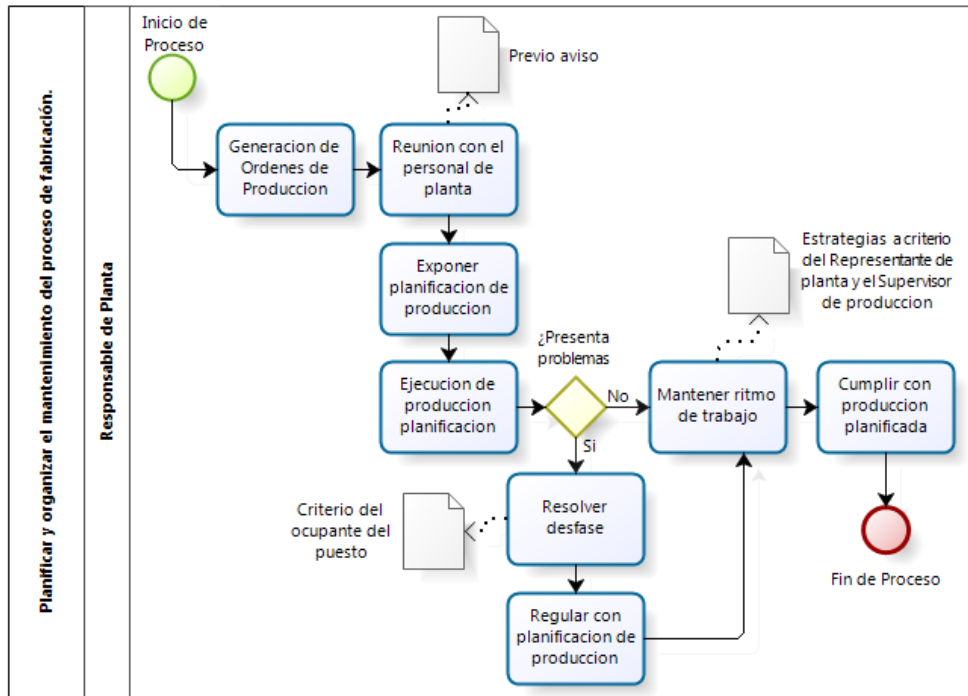 Planificar y organizar el mantenimiento del proceso de fabricación.
Responsable de Planta
Inicio de
Proceso
Previo aviso
Generacion de
Ordenes de
Produccion
Reunion con el
personal de
planta
Exponer
planificacion de
produccion
Estrategias a criterio
del Representante de
planta y el Supervisor
de produccion
Ejecucion de
produccion
planificacion
¿Presenta
problemas
No
Si
Mantener ritmo
de trabajo
Cumplir con
produccion
planificada
Criterio del
ocupante del
puesto
Resolver
desfase
Fin de Proceso
Regular con
planificacion de
produccion